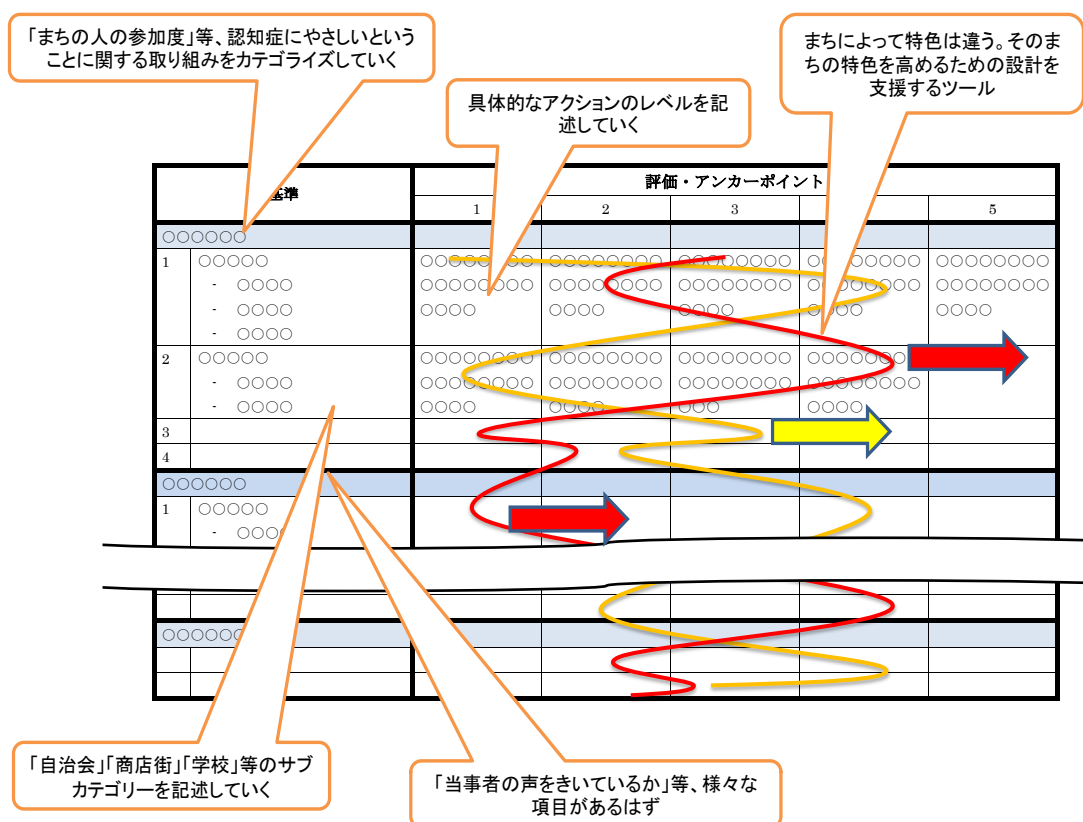 「まちの人の参加度」等、認知症にやさしいという
ことに関する取り組みをカテゴライズしていく
具体的なアクションのレベルを記
述していく
まちによって特色は違う。そのま
ちの特色を高めるための設計を
支援するツール
基準
評価・アンカーポイント
1 2 3 5
○○○○○○
1 ○○○○○ ○○○○○○○○ ○○○○○○○○ ○○○○○○○○ ○○○○○○○○ ○○○○○○○○
- ○○○○ ○○○○○○○○ ○○○○○○○○ ○○○○○○○○ ○○○○○○○○ ○○○○○○○○
- ○○○○ ○○○○ ○○○○ ○○○○ ○○○○ ○○○○
- ○○○○
2 ○○○○○ ○○○○○○○○ ○○○○○○○○ ○○○○○○○○ ○○○○○○○
- ○○○○ ○○○○○○○○ ○○○○○○○○ ○○○○○○○○ ○○○○○○○○
- ○○○○ ○○○○ ○○○○ ○○○ ○○○○
3
4
○○○○○○
1 ○○○○○
- ○○○○
○○○○○○
「自治会」「商店街」「学校」等のサブ
カテゴリーを記述していく
「当事者の声をきいているか」等、様々な
項目があるはず